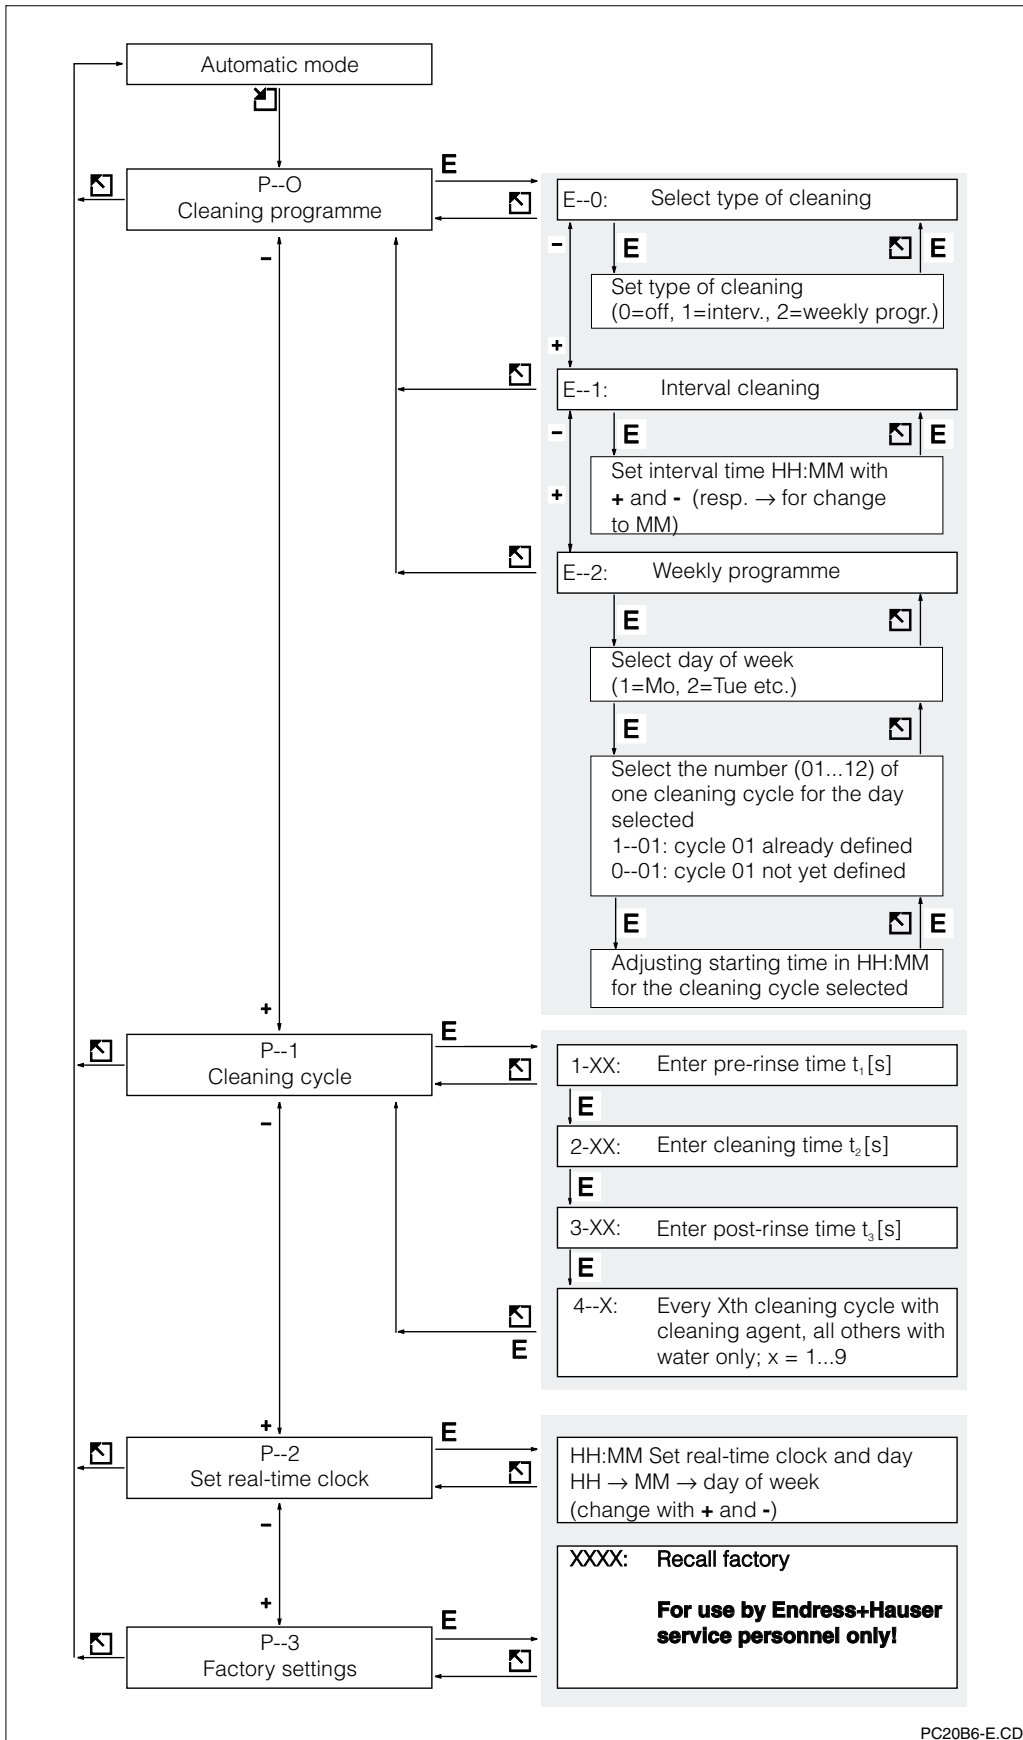 Automatic mode
E
P--O
Cleaning programme
E--0: Select type of cleaning
-
-
E
E
Set type of cleaning
(0=off, 1=interv., 2=weekly progr.)
+
E--1: Interval cleaning
-
E
E
Set interval time HH:MM with
+ and - (resp. → for change
to MM)
+
E--2: Weekly programme
E
Select day of week
(1=Mo, 2=Tue etc.)
E
Select the number (01...12) of
one cleaning cycle for the day
selected
1--01: cycle 01 already defined
0--01: cycle 01 not yet defined
E
E
Adjusting starting time in HH:MM
for the cleaning cycle selected
+
E
P--1
Cleaning cycle
1-XX: Enter pre-rinse time t₁[s]
-
E
2-XX: Enter cleaning time t₂[s]
E
3-XX: Enter post-rinse time t₃[s]
E
4--X: Every Xth cleaning cycle with
cleaning agent, all others with
water only; x = 1...9
E
+
E
P--2
Set real-time clock
HH:MM Set real-time clock and day
HH → MM → day of week
(change with + and -)
-
XXXX: Recall factory
For use by Endress+Hauser
service personnel only!
+
E
P--3
Factory settings
PC20B6-E.CD